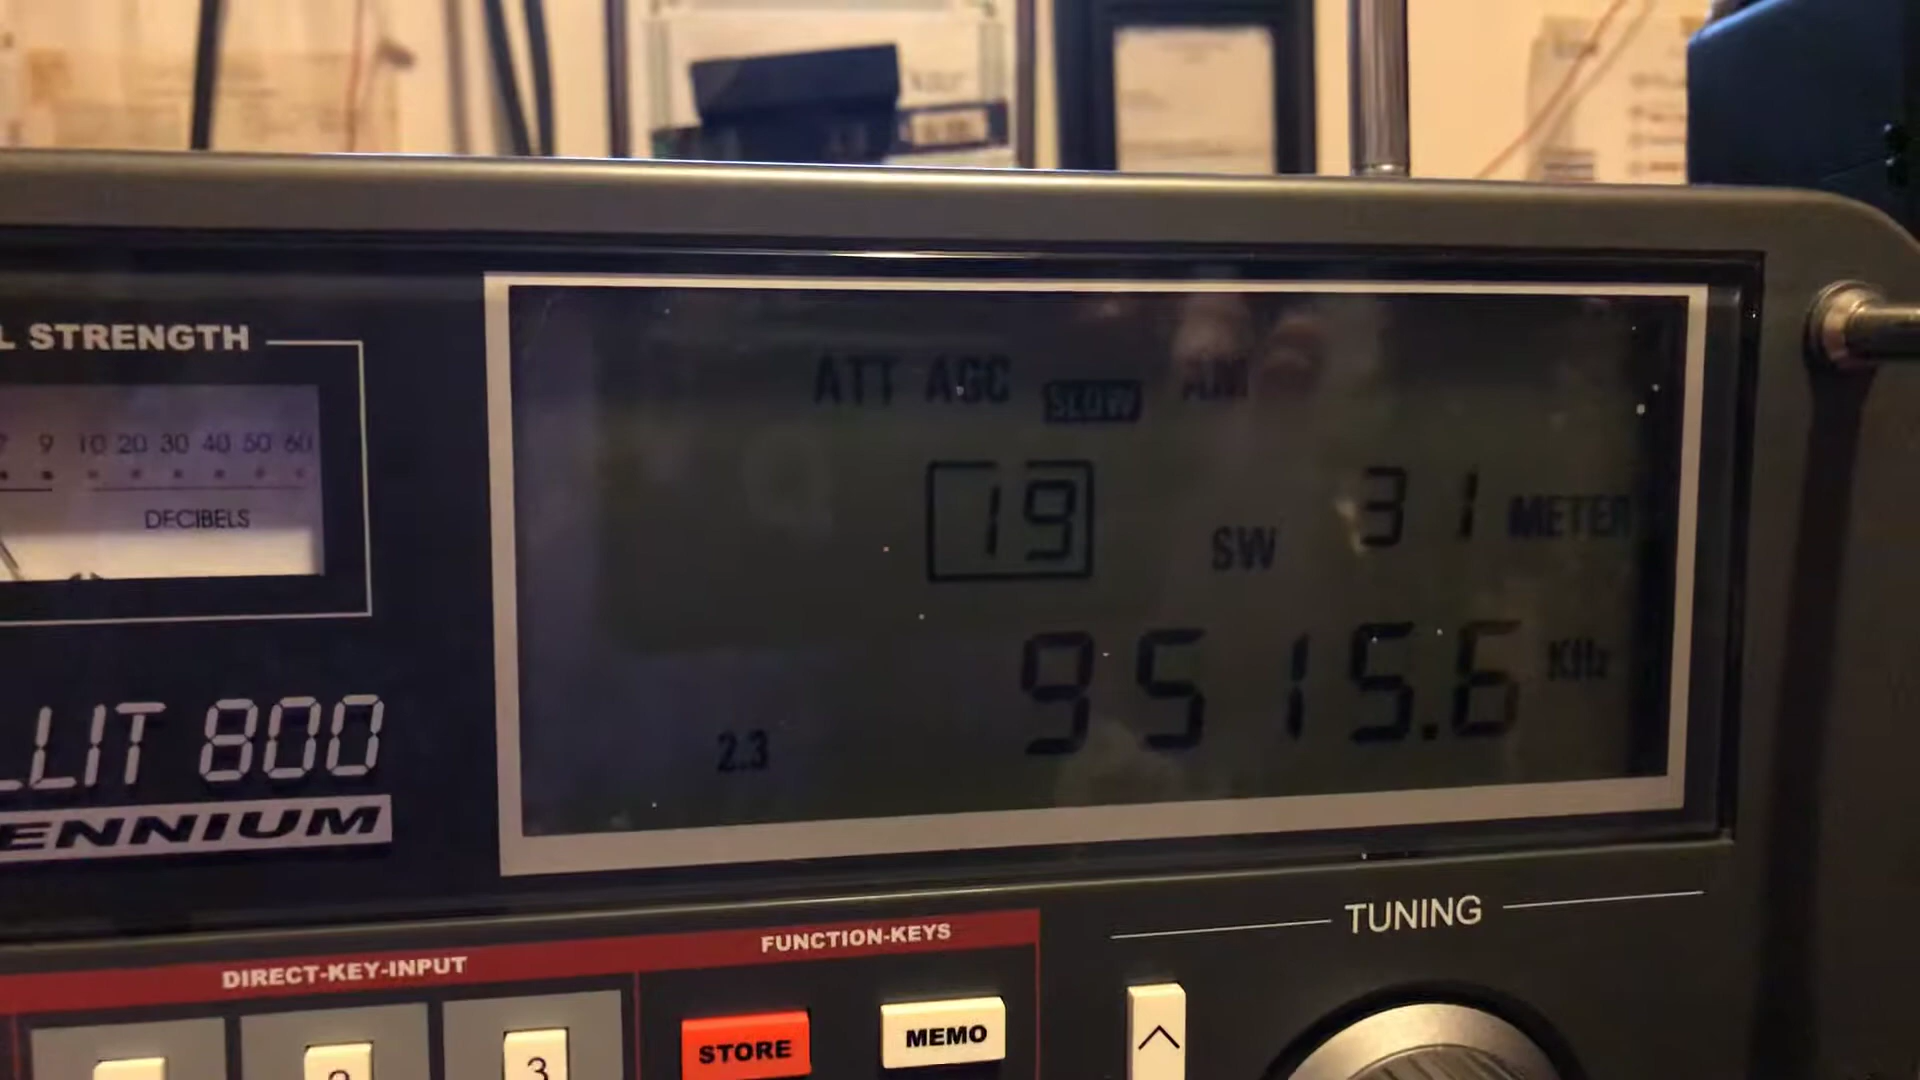 L STRENGTH
9 10 20 30 40 50 60
DECIBELS
LLIT 800
ENNIUM
ATT AGC SLOW AM
19 SW 31 METER
9515.6 KHz
2.3
TUNING
FUNCTION-KEYS
DIRECT-KEY-INPUT
3
STORE
MEMO